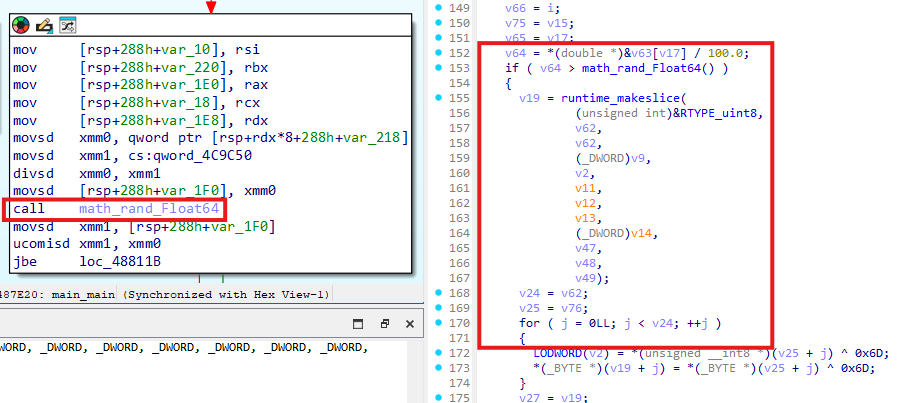 mov [rsp+288h+var_10], rsi
mov [rsp+288h+var_220], rbx
mov [rsp+288h+var_1E0], rax
mov [rsp+288h+var_18], rcx
mov [rsp+288h+var_1E8], rdx
movsd xmm0, qword ptr [rsp+rdx*8+288h+var_218]
movsd xmm1, cs:qword_4C9C50
divsd xmm0, xmm1
movsd [rsp+288h+var_1F0], xmm0
call math_rand_Float64
movsd xmm1, [rsp+288h+var_1F0]
ucomisd xmm1, xmm0
jbe loc_48811B
487E20: main_main (Synchronized with Hex View-1)
WORD, _DWORD, _DWORD, _DWORD, _DWORD, _DWORD, _DWORD,
149 v66 = i;
150 v75 = v15;
151 v65 = v17;
152 v64 = *(double *)&v63[v17] / 100.0;
153 if ( v64 > math_rand_Float64() )
154 {
155 v19 = runtime_makeslice(
156 (unsigned int)&RTYPE_uint8,
157 v62,
158 v62,
159 (_DWORD)v9,
160 v2,
161 v11,
162 v12,
163 v13,
164 (_DWORD)v14,
165 v47,
166 v48,
167 v49);
168 v24 = v62;
169 v25 = v76;
170 for ( j = 0LL; j < v24; ++j )
171 {
172 LODWORD(v2) = *(unsigned __int8 *)(v25 + j) ^ 0x6D;
173 *(_BYTE *)(v19 + j) = *(_BYTE *)(v25 + j) ^ 0x6D;
174 }
175 v27 = v19;